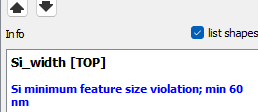 Info
list shapes
Si_width [TOP]
Si minimum feature size violation; min 60
nm